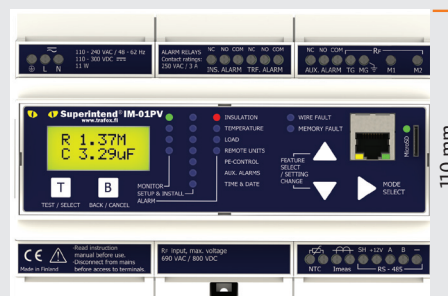 110 - 240 VAC / 48 - 62 Hz
110 - 300 VDC
11 W
L N
ALARM RELAYS
Contact ratings:
250 VAC / 3 A
NC NO COM NC NO COM
INS. ALARM TRF. ALARM
NC NO COM RF
AUX. ALARM TG MG M1 M2
Superintend® IM-01PV
www.trafox.fi
R 1.37M
C 3.29uF
T
B
TEST / SELECT
BACK / CANCEL
MONITOR
SETUP & INSTALL
ALARM
INSULATION
TEMPERATURE
LOAD
REMOTE UNITS
PE-CONTROL
AUX. ALARMS
TIME & DATE
WIRE FAULT
MEMORY FAULT
FEATURE
SELECT
/ SETTING
CHANGE
MODE
SELECT
MicroSD
110 mm
CE
Made in Finland
-Read instruction
manual before use.
-Disconnect from mains
before access to terminals.
RF input, max. voltage
690 VAC / 800 VDC
SH +12V A B -
NTC Imeas RS - 485